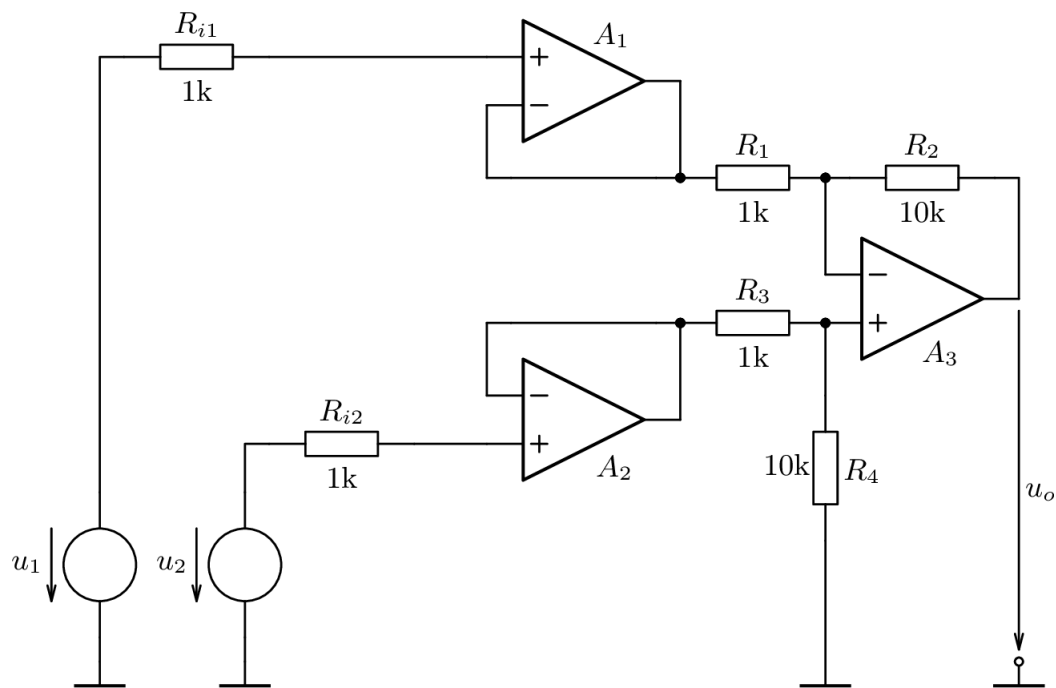 R_{i1}
1k
+
−
A_1
R_1
1k
R_2
10k
−
+
A_3
R_3
1k
−
+
A_2
R_{i2}
1k
10k
R_4
u_1
u_2
u_o